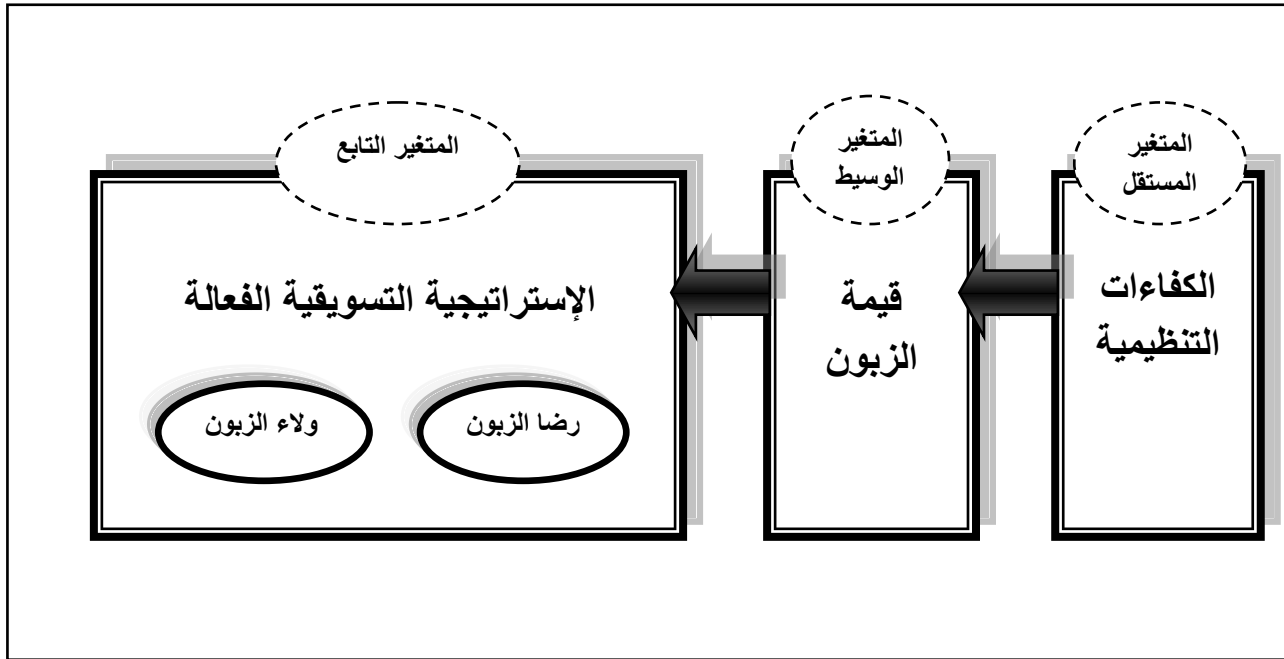 المتغير
المستقل
الكفاءات
التنظيمية
المتغير
الوسيط
قيمة
الزبون
المتغير التابع
الإستراتيجية التسويقية الفعالة
رضا الزبون
ولاء الزبون